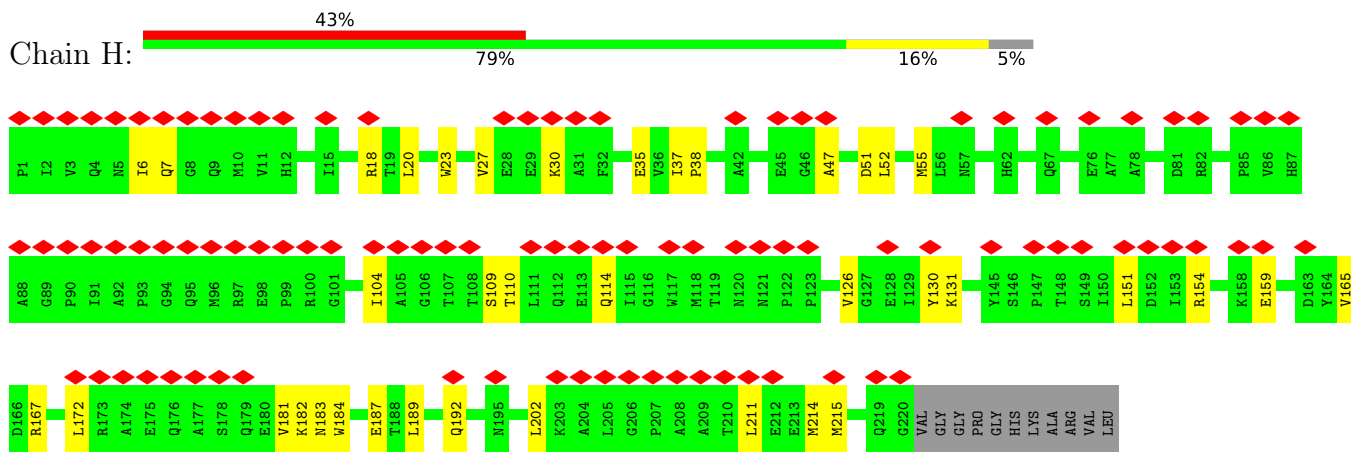 43%
Chain H:
79% 16% 5%
P1 I2 V3 Q4 N5 I6 Q7 G8 Q9 M10 V11 H12 I15 R18 T19 L20 W23 V27 E28 E29 K30 A31 F32 E35 V36 I37 P38 A42 E45 G46 A47 D51 L52 M55 L56 N57 H62 Q67 E76 A77 A78 D81 R82 P85 V86 H87
A88 G89 P90 I91 A92 P93 G94 Q95 M96 R97 E98 P99 R100 G101 I104 A105 G106 T107 T108 S109 T110 L111 Q112 E113 Q114 I115 G116 W117 M118 T119 N120 N121 P122 P123 V126 G127 E128 I129 Y130 K131 Y145 S146 P147 T148 S149 I150 L151 D152 I153 R154 K158 E159 D163 Y164 V165
D166 R167 L172 R173 A174 E175 Q176 A177 S178 Q179 E180 V181 K182 N183 W184 E187 T188 L189 Q192 N195 L202 K203 A204 L205 G206 P207 A208 A209 T210 L211 E212 E213 M214 M215 Q219 G220 VAL GLY GLY PRO GLY HIS LYS ALA ARG VAL LEU